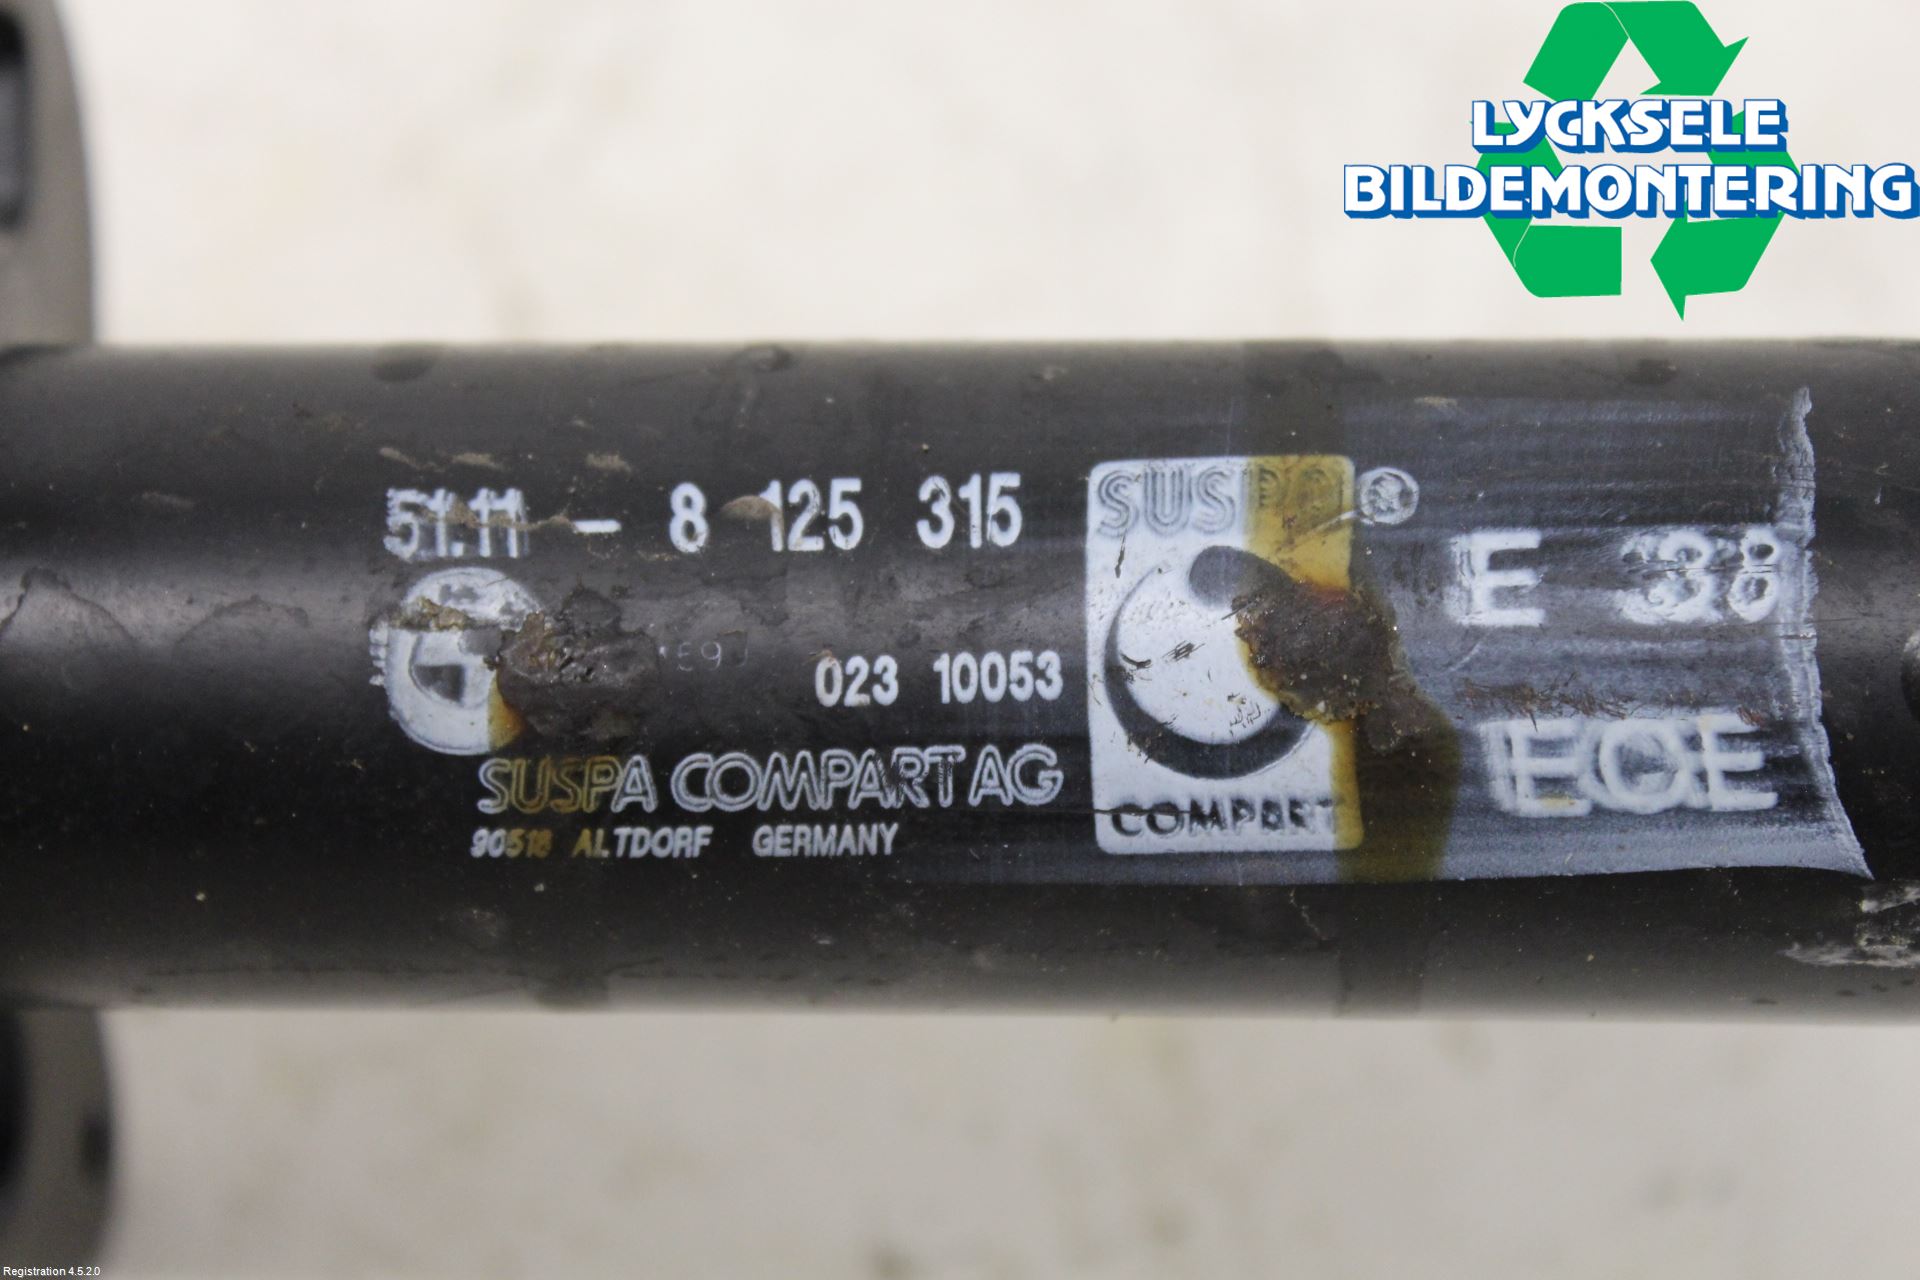 LYCKSELE
BILDEMONTERING
51.11 - 8 125 315
SUSPA ®
E 38
023 10053
ECE
SUSPA COMPART AG
COMPART
90518 ALTDORF GERMANY
Registration 4.5.2.0